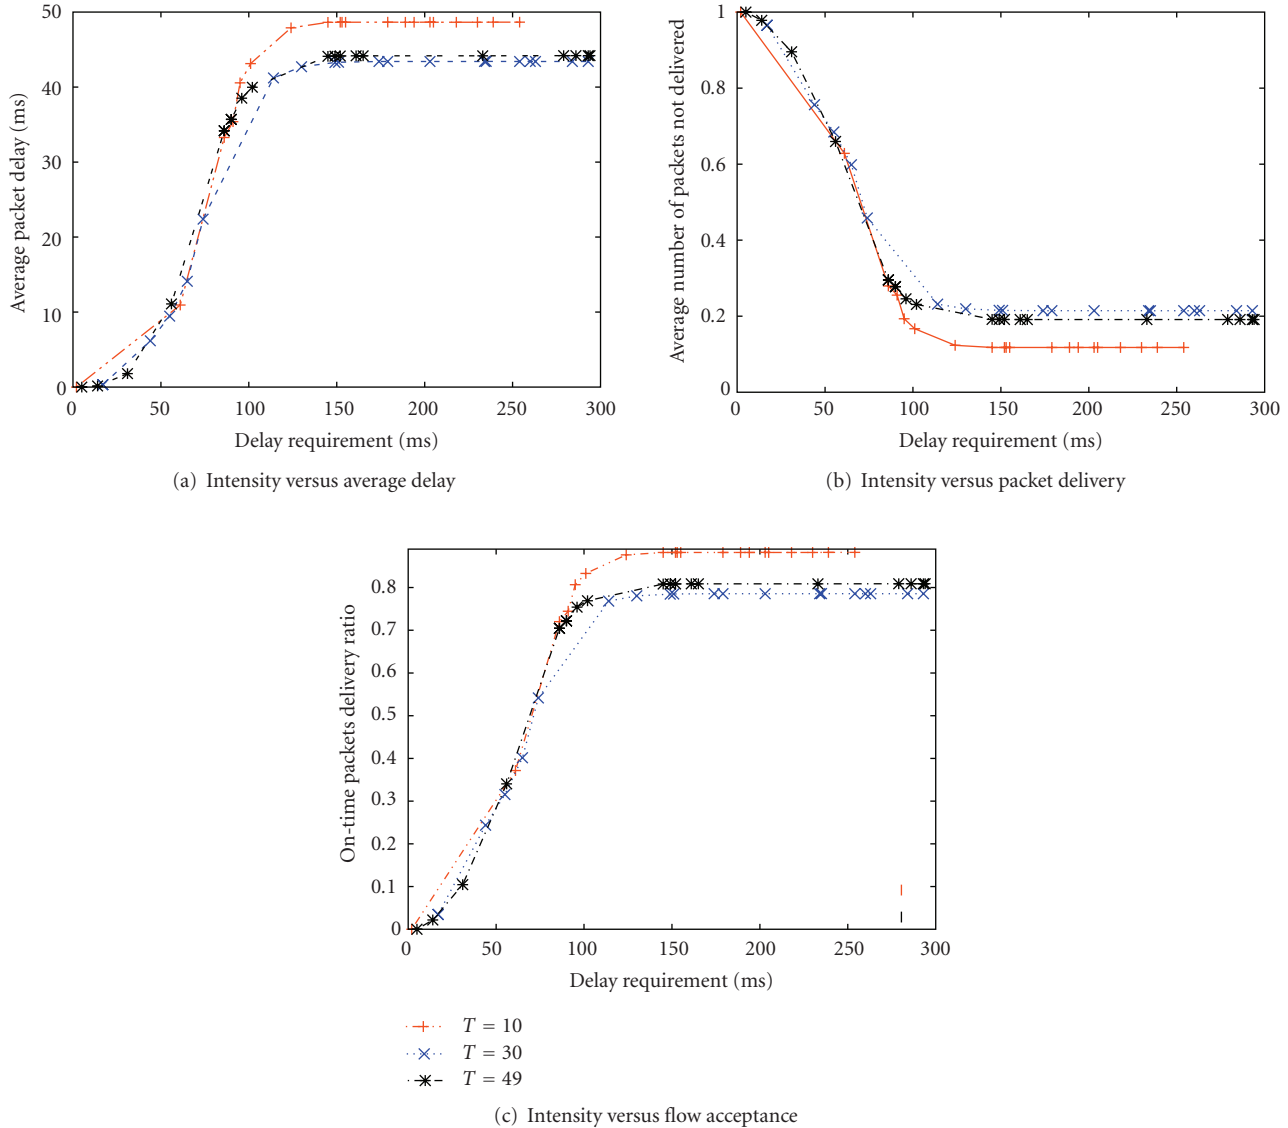 50
40
30
20
10
0
Average packet delay (ms)
0 50 100 150 200 250 300
Delay requirement (ms)
(a) Intensity versus average delay
1
0.8
0.6
0.4
0.2
0
Average number of packets not delivered
0 50 100 150 200 250 300
Delay requirement (ms)
(b) Intensity versus packet delivery
0.8
0.7
0.6
0.5
0.4
0.3
0.2
0.1
0
On-time packets delivery ratio
0 50 100 150 200 250 300
Delay requirement (ms)
T = 10
T = 30
T = 49
(c) Intensity versus flow acceptance